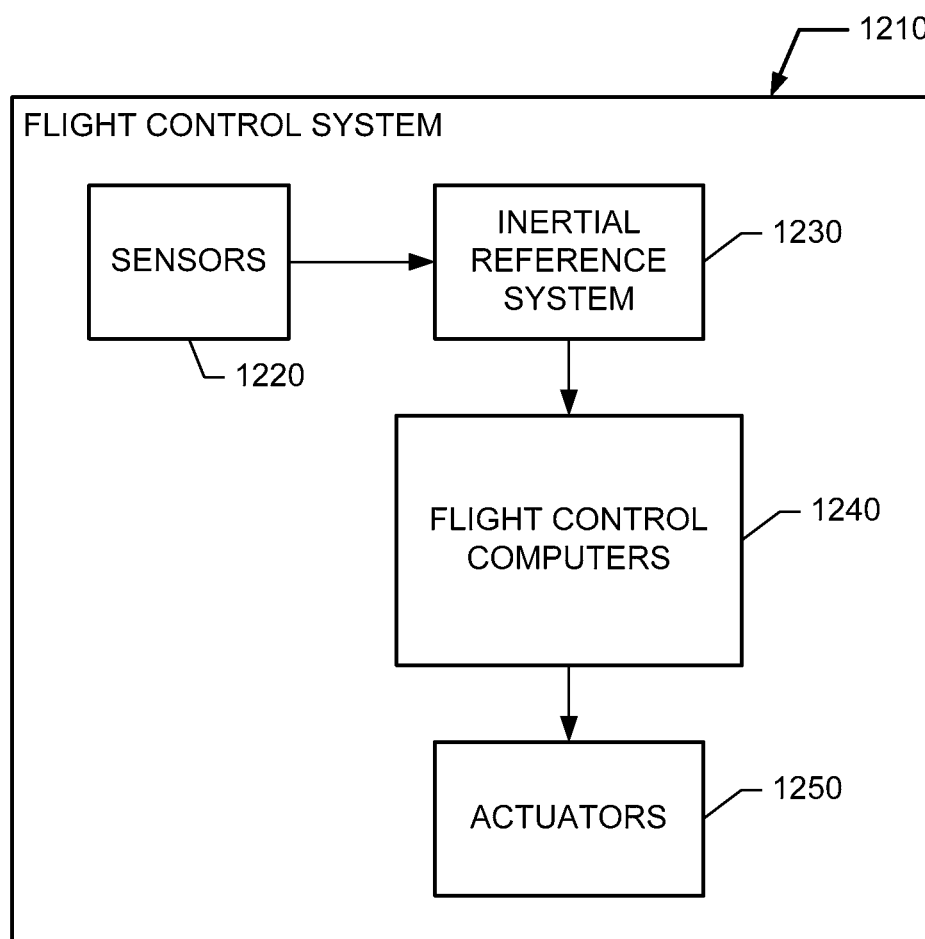 1210
FLIGHT CONTROL SYSTEM
SENSORS
1220
INERTIAL
REFERENCE
SYSTEM
1230
FLIGHT CONTROL
COMPUTERS
1240
ACTUATORS
1250